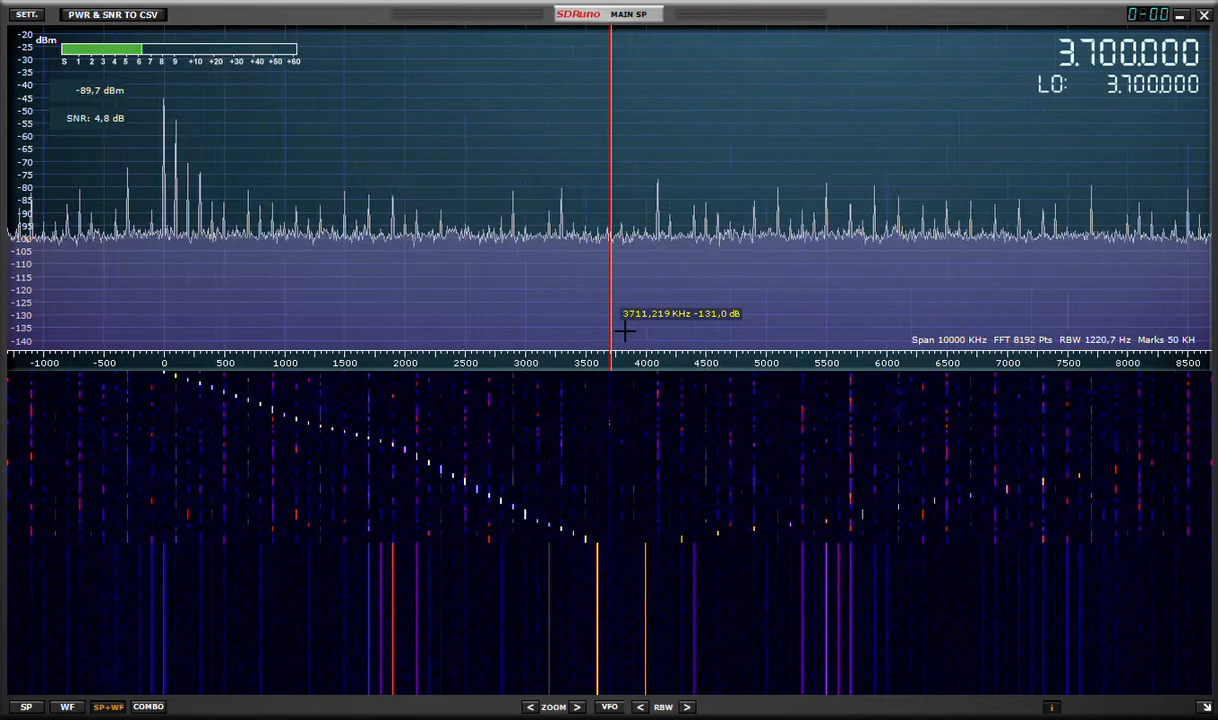 SETT. PWR & SNR TO CSV SDRuno MAIN SP 0-00
-20
dBm
-25
-30
-35
-40
-45
-50
-55
-60
-65
-70
-75
-80
-85
-90
-95
-100
-105
-110
-115
-120
-125
-130
-135
-140
S 1 2 3 4 5 6 7 8 9 +10 +20 +30 +40 +50 +60
-89,7 dBm
SNR: 4,8 dB
3.700.000
LO: 3.700.000
3711,219 KHz -131,0 dB
Span 10000 KHz FFT 8192 Pts RBW 1220,7 Hz Marks 50 KH
-1000 -500 0 500 1000 1500 2000 2500 3000 3500 4000 4500 5000 5500 6000 6500 7000 7500 8000 8500
SP WF SP+WF COMBO < ZOOM > VFO < RBW > i